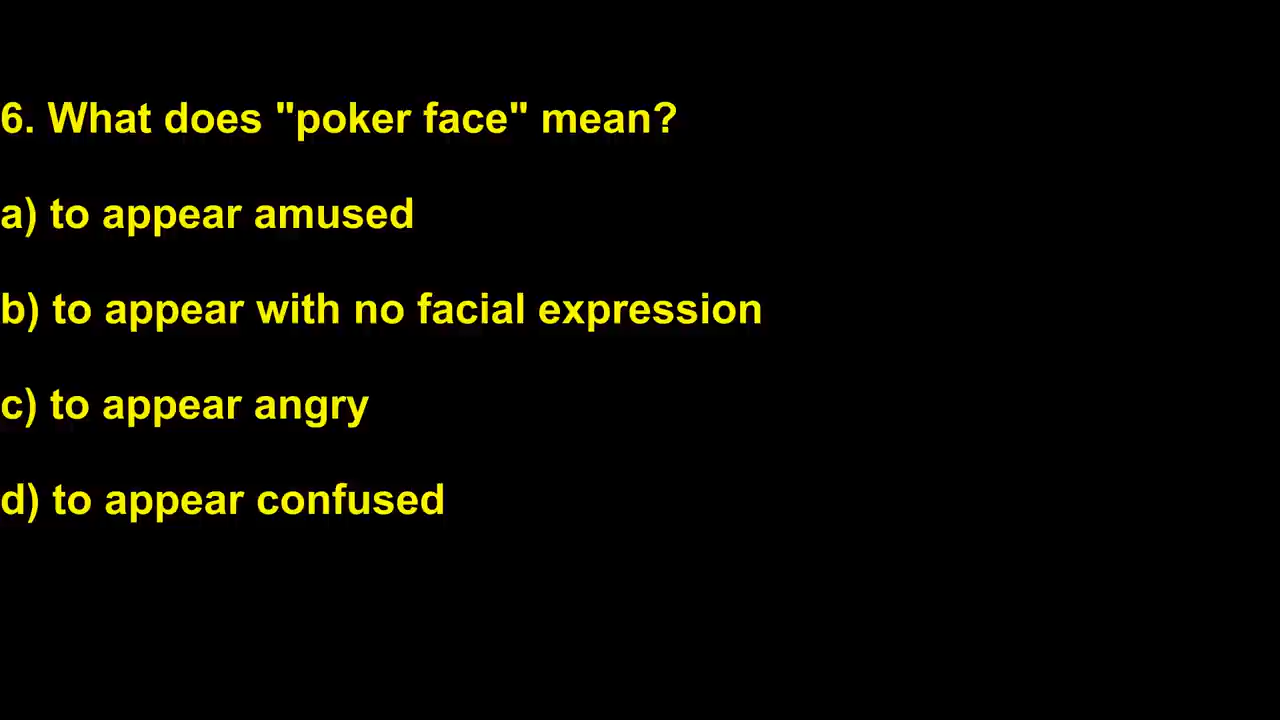 6. What does "poker face" mean?
a) to appear amused
b) to appear with no facial expression
c) to appear angry
d) to appear confused